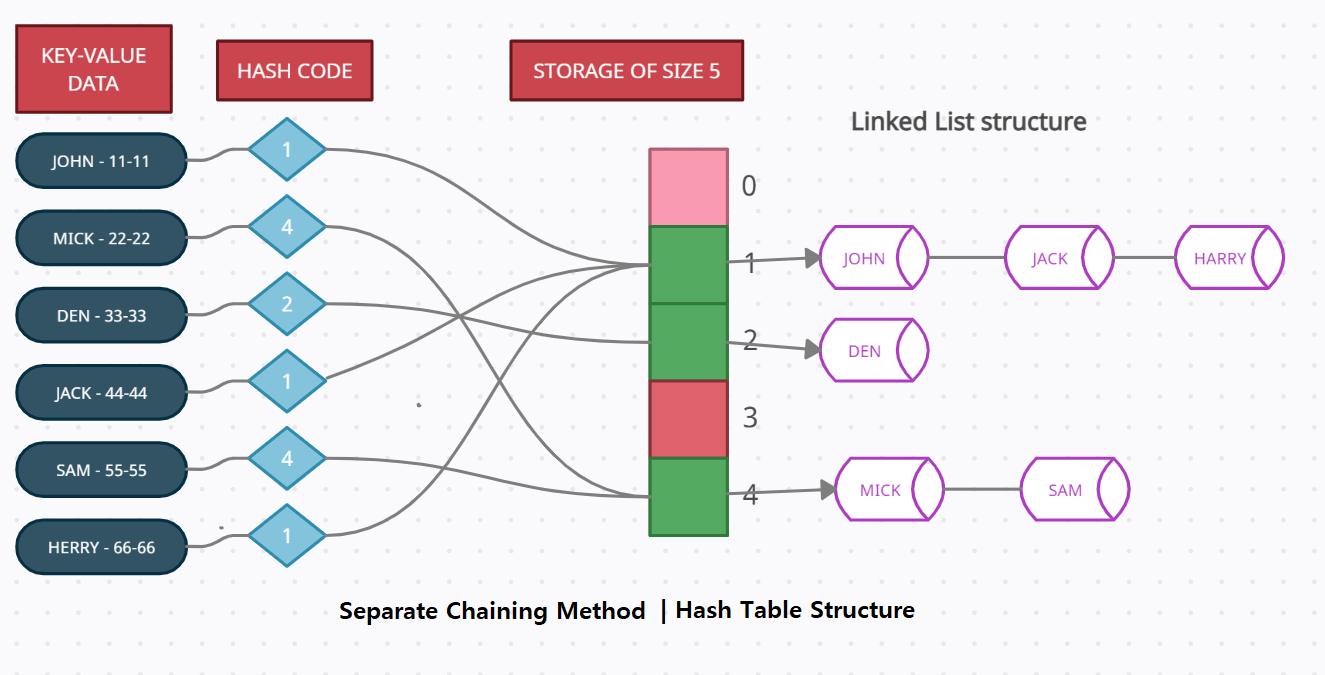 KEY-VALUE
DATA
HASH CODE
STORAGE OF SIZE 5
Linked List structure
JOHN - 11-11
1
MICK - 22-22
4
DEN - 33-33
2
JACK - 44-44
1
SAM - 55-55
4
HERRY - 66-66
1
0
1
JOHN
JACK
HARRY
2
DEN
3
4
MICK
SAM
Separate Chaining Method | Hash Table Structure